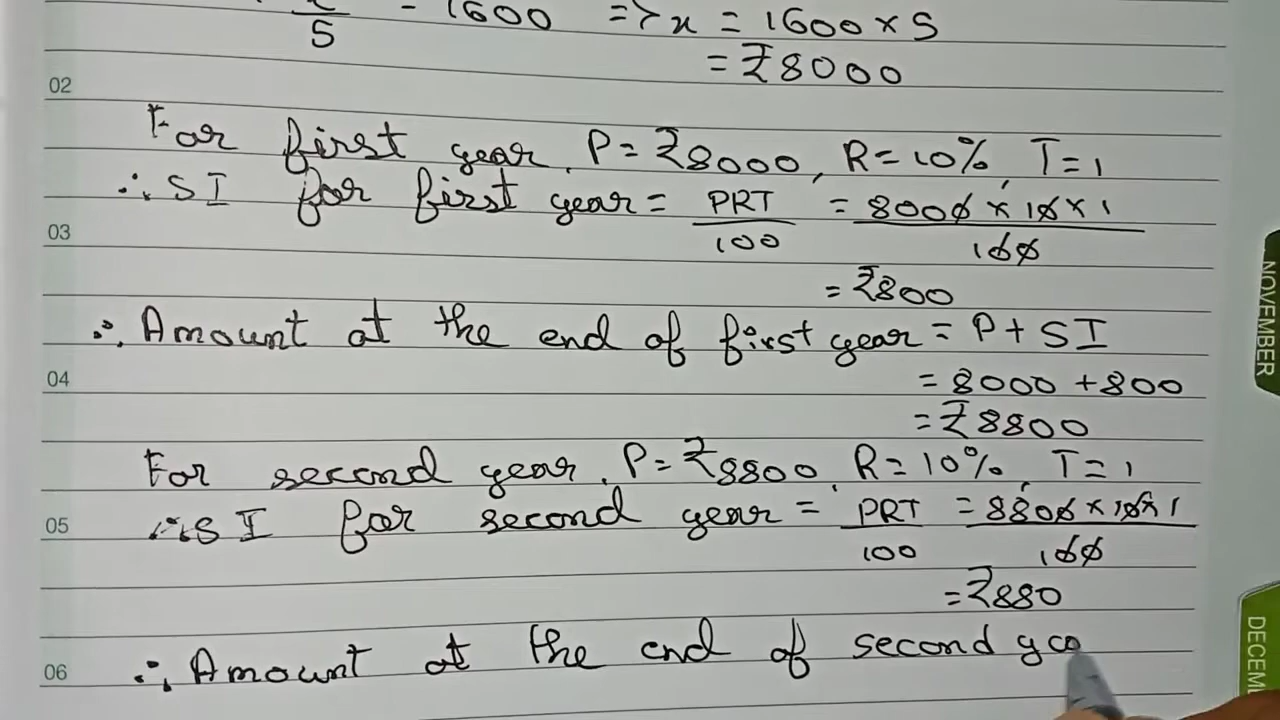 5 = 1600 => x = 1600 × 5
= ₹8000
02
For first year, P = ₹8000, R = 10%, T = 1
∴ SI for first year = PRT/100 = 8000 × 10 × 1/100
03
= ₹800
∴ Amount at the end of first year = P + SI
04
= 8000 + 800
= ₹8800
For second year, P = ₹8800, R = 10%, T = 1
∴ SI for second year = PRT/100 = 8800 × 10 × 1/100
05
= ₹880
∴ Amount at the end of second yea
06
NOVEMBER
DECEM